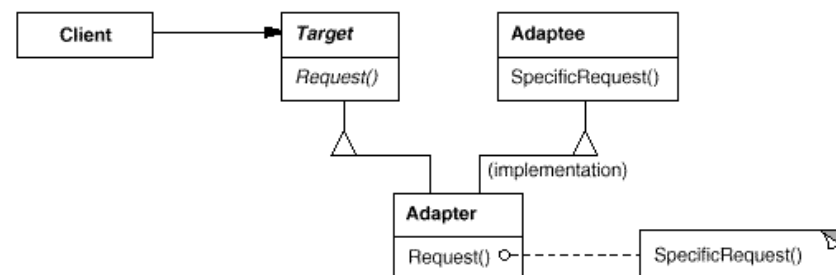 Client
Target
Request()
Adaptee
SpecificRequest()
(implementation)
Adapter
Request()
SpecificRequest()